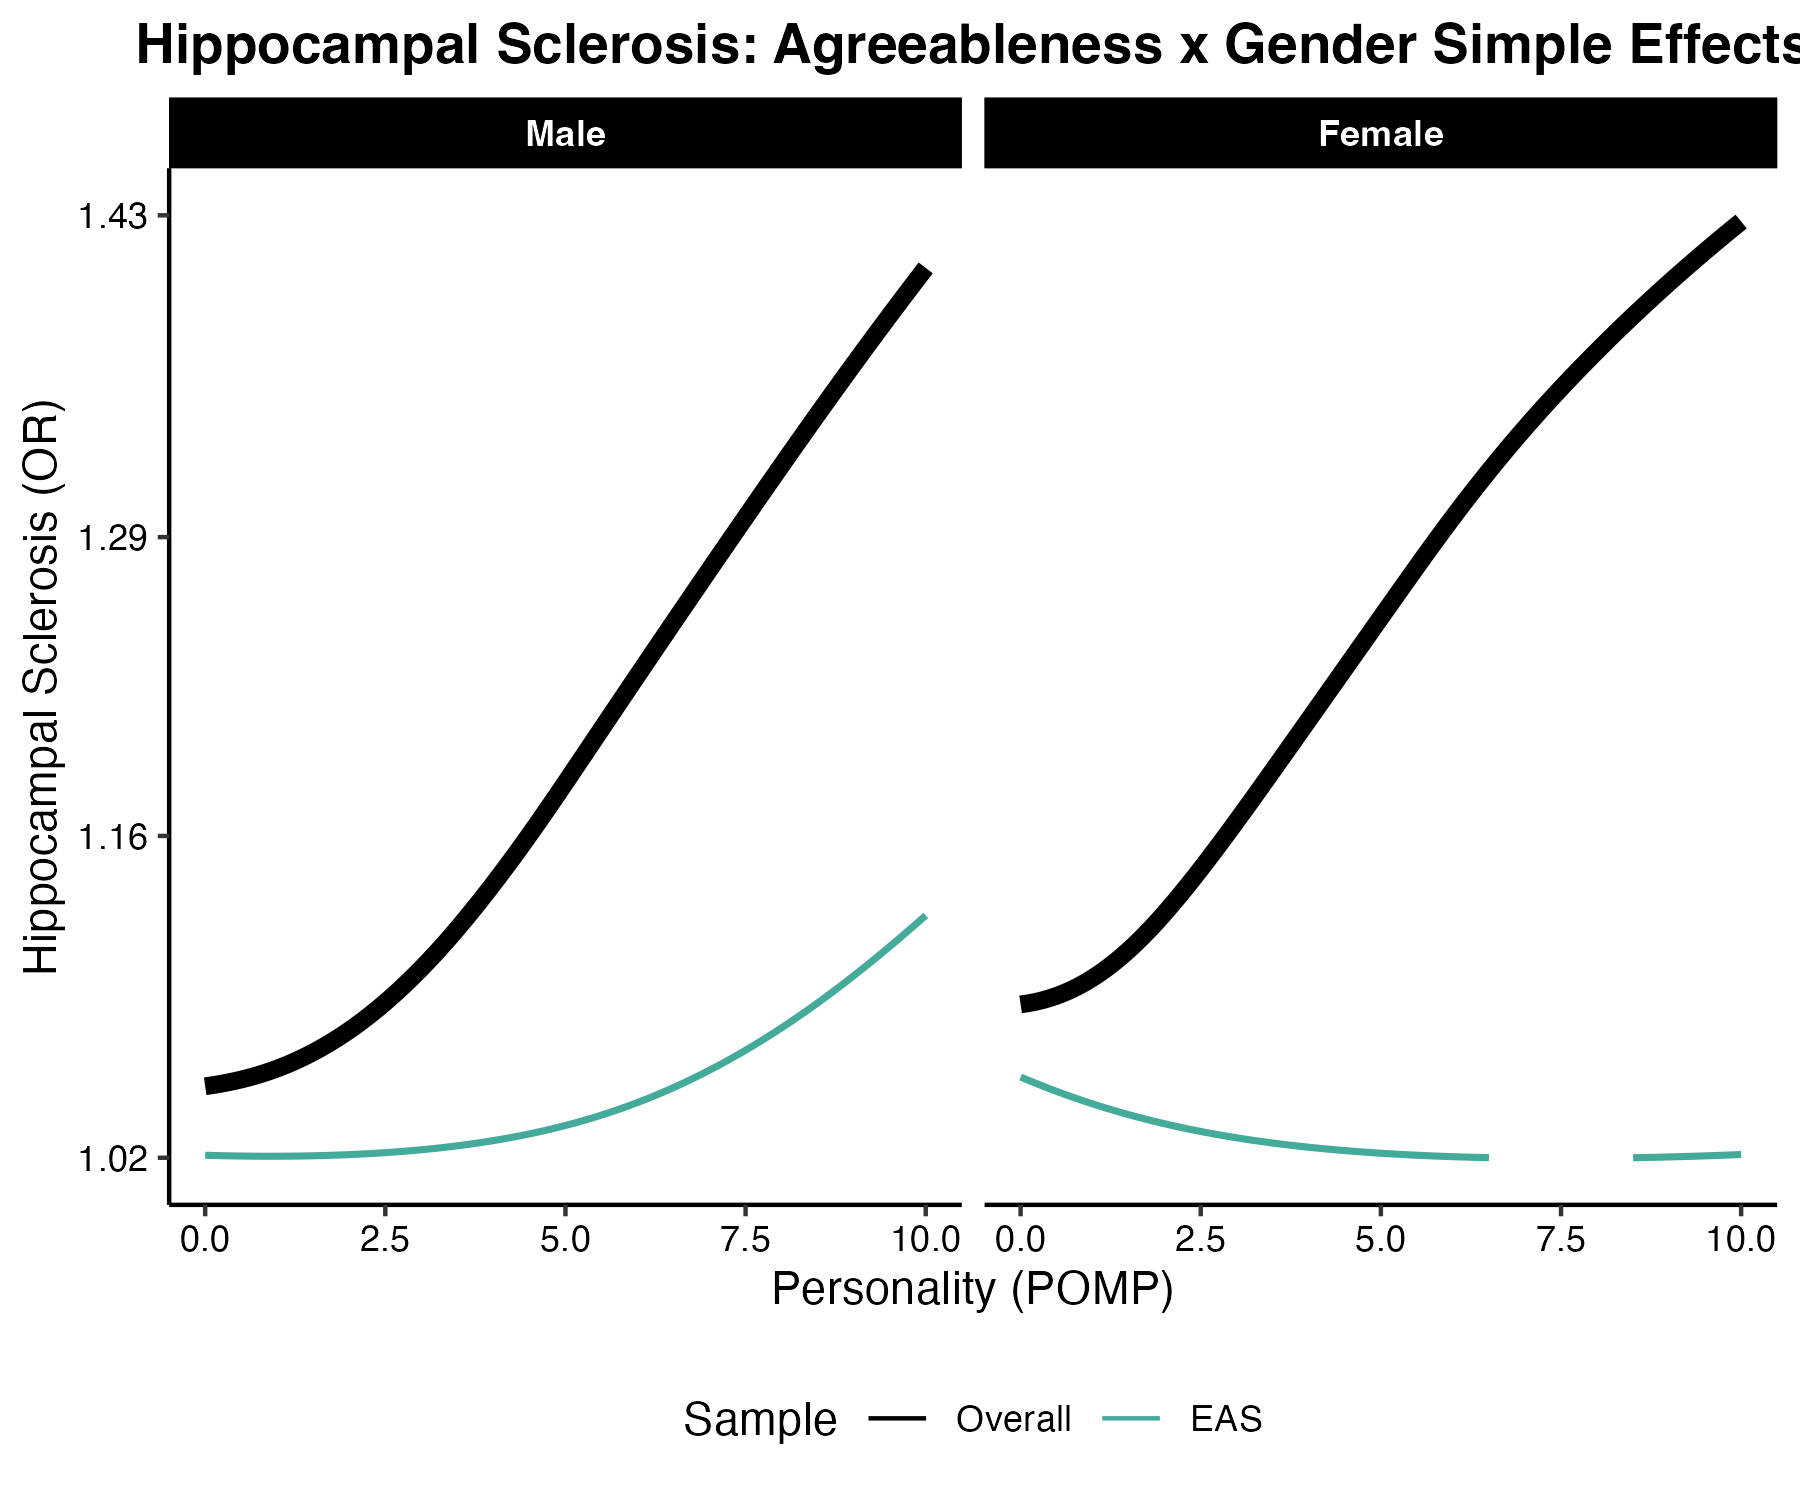 Hippocampal Sclerosis: Agreeableness x Gender Simple Effects
Male Female
Hippocampal Sclerosis (OR)
1.43
1.29
1.16
1.02
0.0 2.5 5.0 7.5 10.0 0.0 2.5 5.0 7.5 10.0
Personality (POMP)
Sample Overall EAS